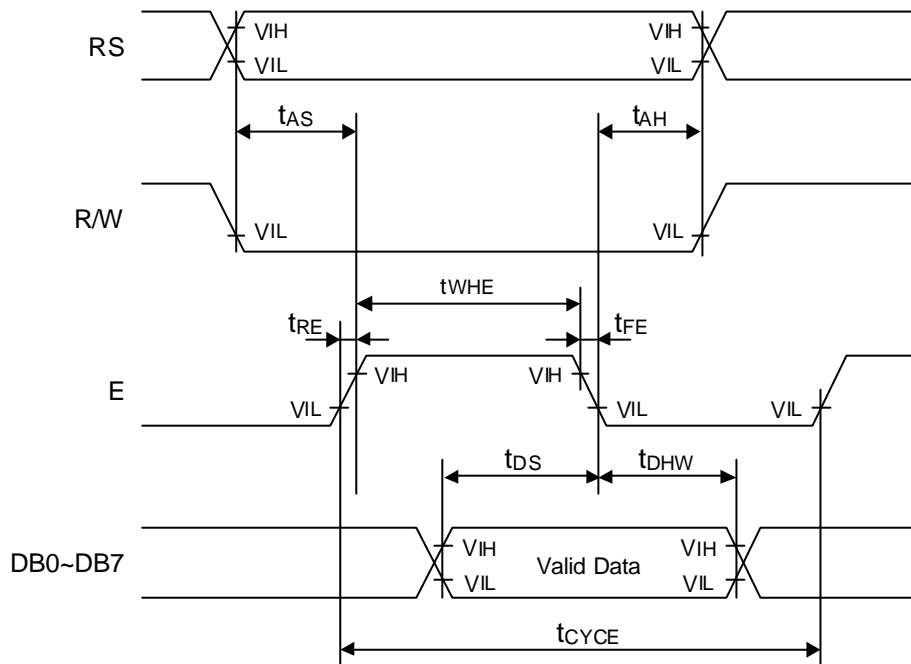 RS
VIH
VIH
VIL
VIL
tAS
tAH
R/W
VIL
VIL
tWHE
tRE
tFE
E
VIH
VIH
VIL
VIL
VIL
tDS
tDHW
DB0~DB7
VIH
Valid Data
VIH
VIL
VIL
tCYCE